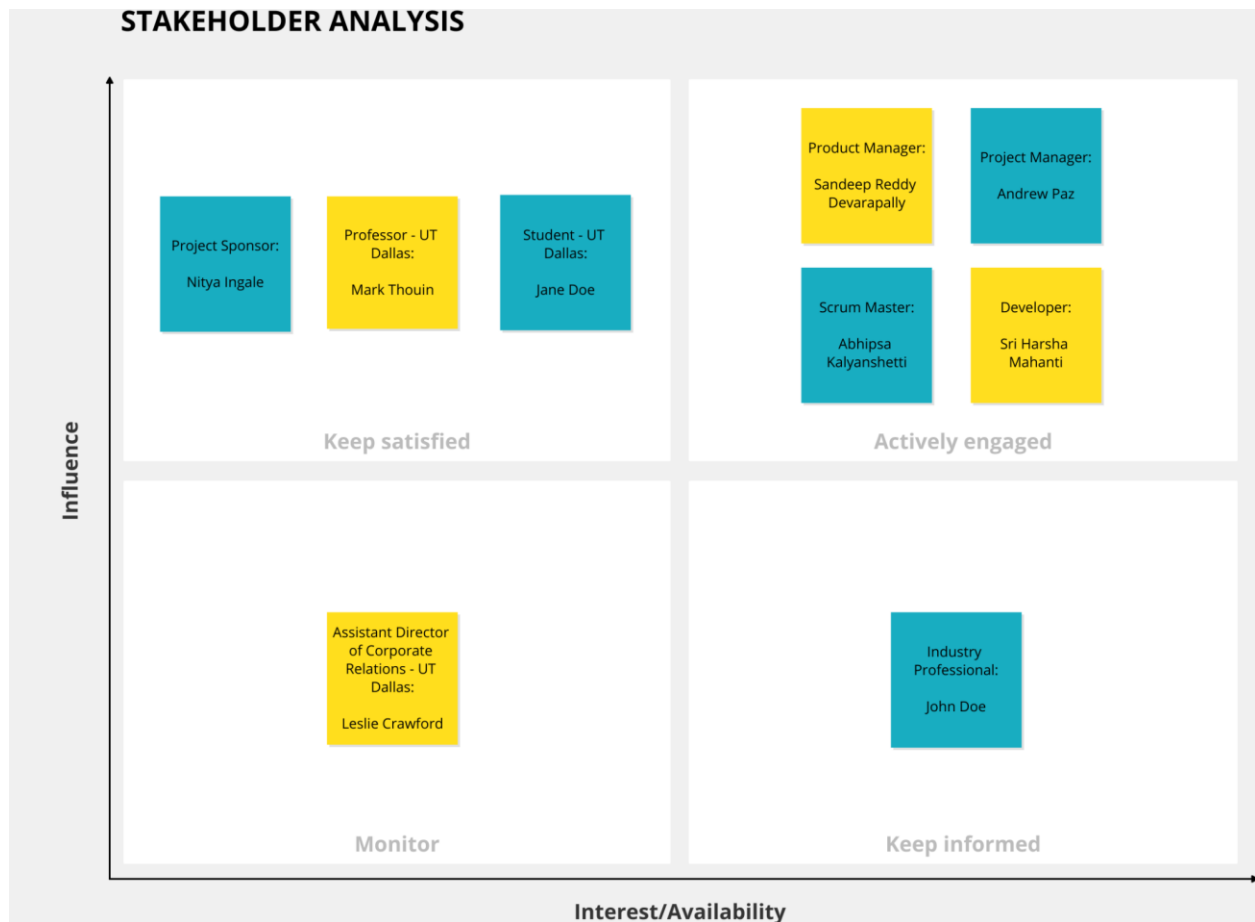 STAKEHOLDER ANALYSIS
Influence
Project Sponsor:
Nitya Ingale
Professor - UT
Dallas:
Mark Thouin
Student - UT
Dallas:
Jane Doe
Keep satisfied
Product Manager:
Sandeep Reddy
Devarapally
Project Manager:
Andrew Paz
Scrum Master:
Abhipsa
Kalyanshetti
Developer:
Sri Harsha
Mahanti
Actively engaged
Assistant Director
of Corporate
Relations - UT
Dallas:
Leslie Crawford
Monitor
Industry
Professional:
John Doe
Keep informed
Interest/Availability